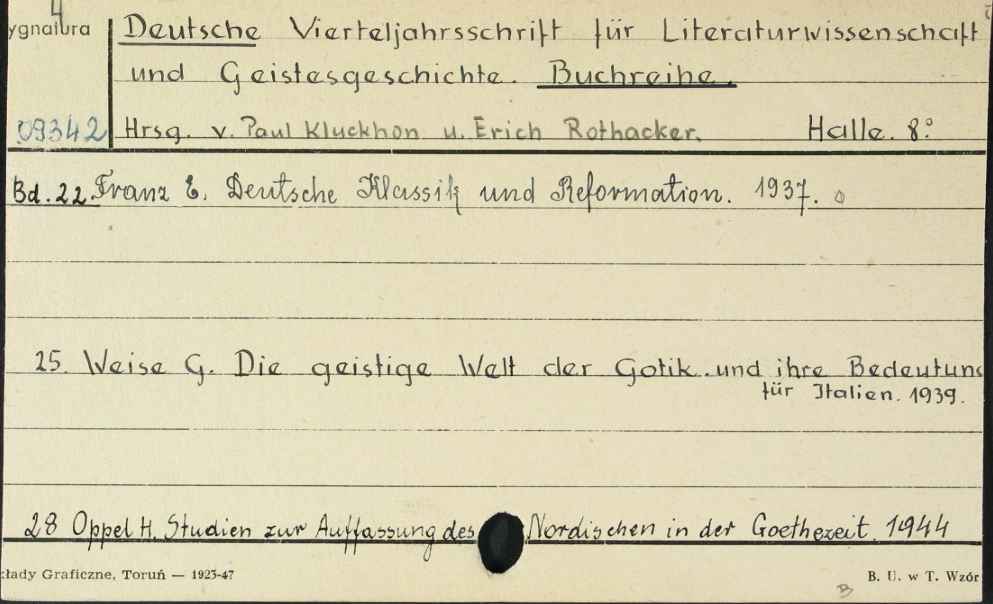 4
ygnatura
Deutsche Vierteljahrsschrift für Literaturwissenschaft
und Geistesgeschichte. Buchreihe.
09342 Hrsg. v. Paul Kluckhon u. Erich Rothacker. Halle. 8°
Bd. 22. Franz E. Deutsche Klassik und Reformation. 1937.
25. Weise G. Die geistige Welt der Gotik und ihre Bedeutung
für Italien. 1939.
28 Oppel H. Studien zur Auffassung des Nordischen in der Goethezeit. 1944
kłady Graficzne, Toruń — 1923-47 B. U. w T. Wzór
B